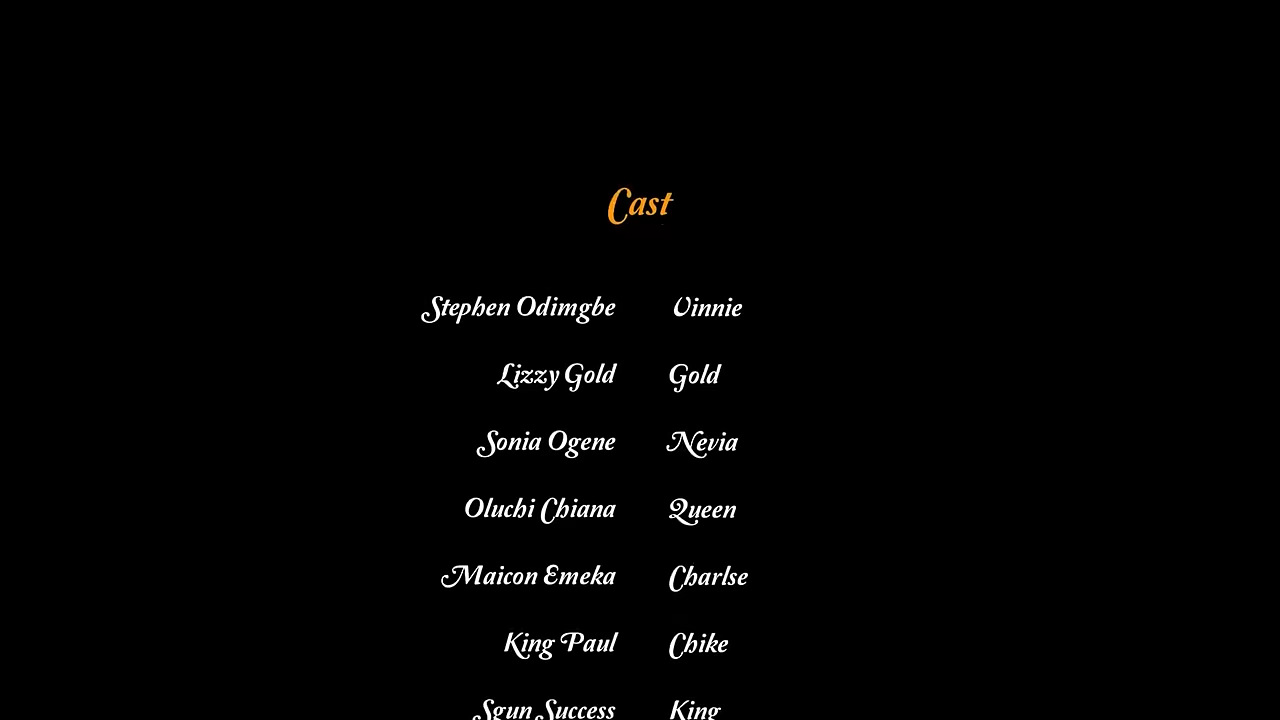 Cast
Stephen Odimgbe Vinnie
Lizzy Gold Gold
Sonia Ogene Nevia
Oluchi Chiana Queen
Maicon Emeka Charlse
King Paul Chike
Sgun Success King